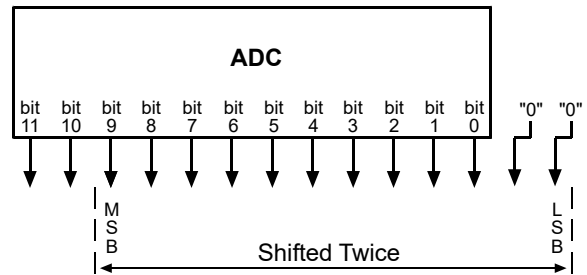 ADC
bit bit bit bit bit bit bit bit bit bit bit bit "0" "0"
11 10 9 8 7 6 5 4 3 2 1 0
M L
S S
B B
Shifted Twice